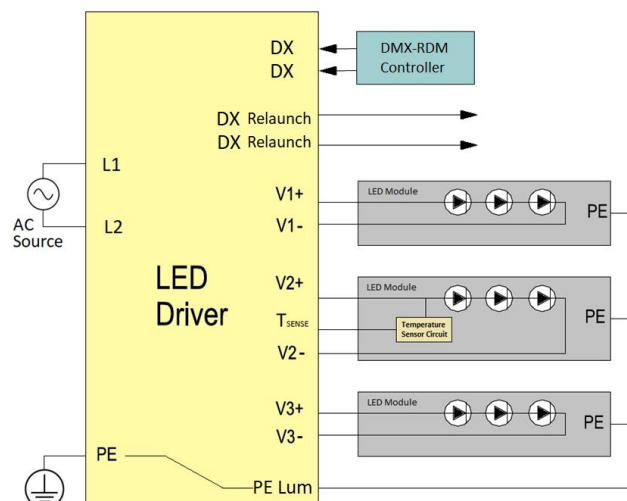 DX
DX
DMX-RDM
Controller
DX Relaunch
DX Relaunch
L1
L2
AC
Source
LED
Driver
V1+
V1-
LED Module
PE
V2+
TSENSE
V2-
LED Module
Temperature
Sensor Circuit
PE
V3+
V3-
LED Module
PE
PE
PE Lum